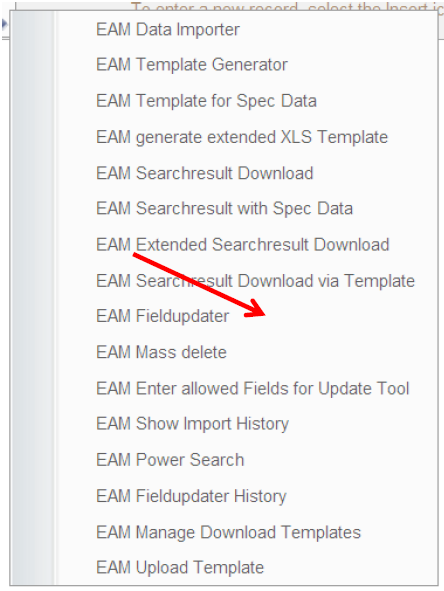 To enter a new record, select the Insert ic
EAM Data Importer
EAM Template Generator
EAM Template for Spec Data
EAM generate extended XLS Template
EAM Searchresult Download
EAM Searchresult with Spec Data
EAM Extended Searchresult Download
EAM Searchresult Download via Template
EAM Fieldupdater
EAM Mass delete
EAM Enter allowed Fields for Update Tool
EAM Show Import History
EAM Power Search
EAM Fieldupdater History
EAM Manage Download Templates
EAM Upload Template